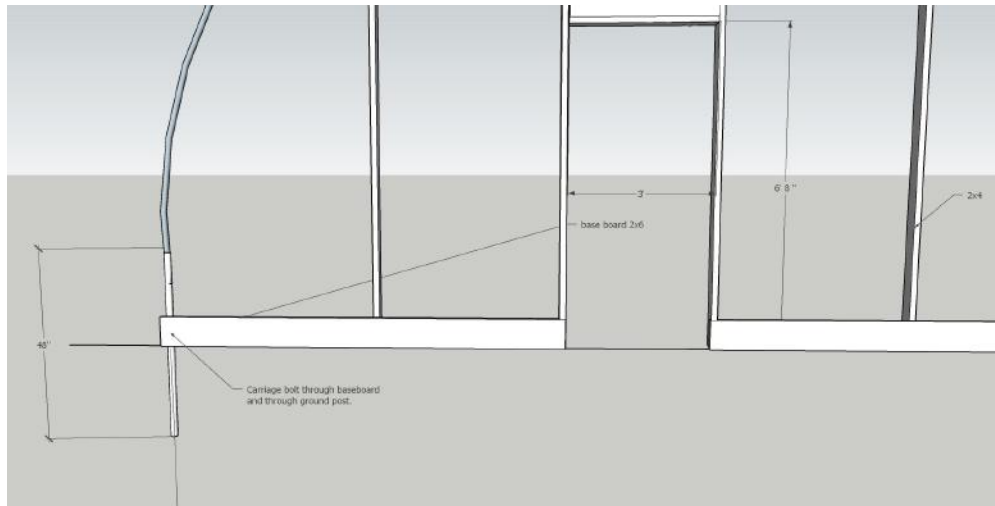 3'
6' 8"
2x4
base board 2x6
48"
Carriage bolt through baseboard
and through ground post.